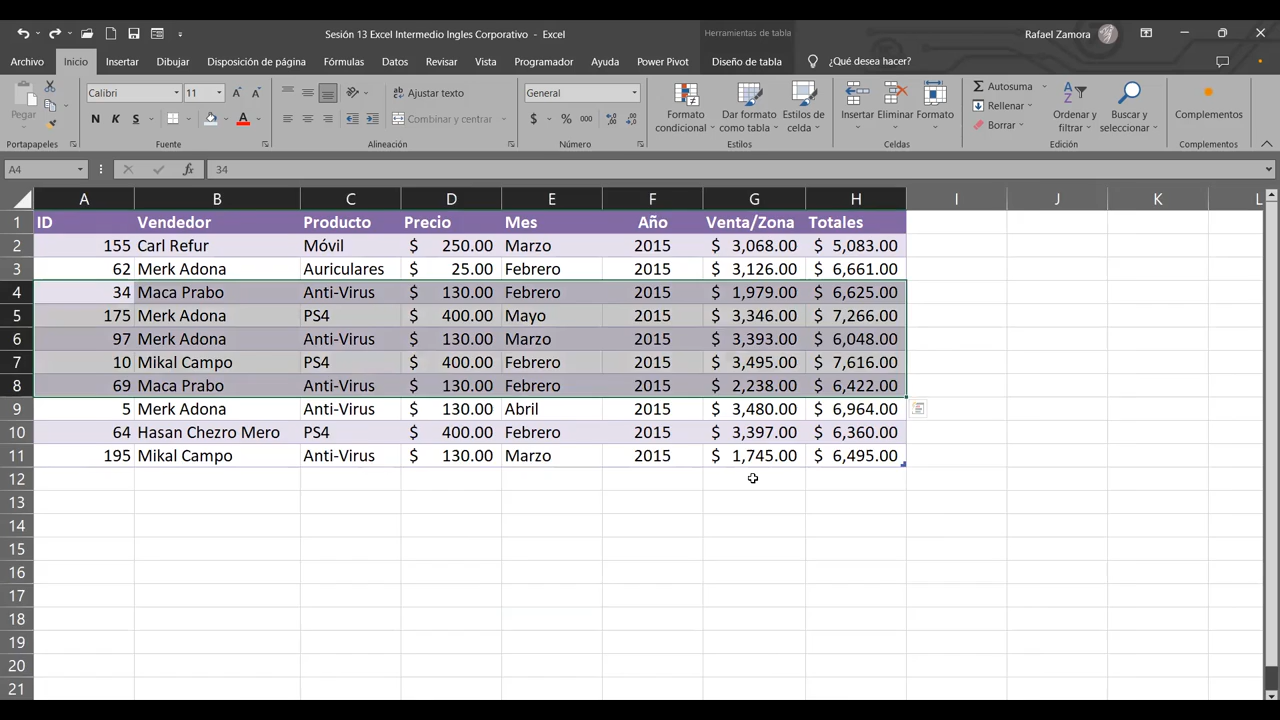 Sesión 13 Excel Intermedio Ingles Corporativo - Excel
Herramientas de tabla
Rafael Zamora
Archivo Inicio Insertar Dibujar Disposición de página Fórmulas Datos Revisar Vista Programador Ayuda Power Pivot Diseño de tabla ¿Qué desea hacer?
Pegar
Calibri 11
N K S
Ajustar texto
Combinar y centrar
General
$ % 000
Formato condicional
Dar formato como tabla
Estilos de celda
Insertar Eliminar Formato
Autosuma
Rellenar
Borrar
Ordenar y filtrar
Buscar y seleccionar
Complementos
Portapapeles Fuente Alineación Número Estilos Celdas Edición Complementos
A4 fx 34
A B C D E F G H I J K L
1 ID Vendedor Producto Precio Mes Año Venta/Zona Totales
2 155 Carl Refur Móvil $ 250.00 Marzo 2015 $ 3,068.00 $ 5,083.00
3 62 Merk Adona Auriculares $ 25.00 Febrero 2015 $ 3,126.00 $ 6,661.00
4 34 Maca Prabo Anti-Virus $ 130.00 Febrero 2015 $ 1,979.00 $ 6,625.00
5 175 Merk Adona PS4 $ 400.00 Mayo 2015 $ 3,346.00 $ 7,266.00
6 97 Merk Adona Anti-Virus $ 130.00 Marzo 2015 $ 3,393.00 $ 6,048.00
7 10 Mikal Campo PS4 $ 400.00 Febrero 2015 $ 3,495.00 $ 7,616.00
8 69 Maca Prabo Anti-Virus $ 130.00 Febrero 2015 $ 2,238.00 $ 6,422.00
9 5 Merk Adona Anti-Virus $ 130.00 Abril 2015 $ 3,480.00 $ 6,964.00
10 64 Hasan Chezro Mero PS4 $ 400.00 Febrero 2015 $ 3,397.00 $ 6,360.00
11 195 Mikal Campo Anti-Virus $ 130.00 Marzo 2015 $ 1,745.00 $ 6,495.00
12
13
14
15
16
17
18
19
20
21